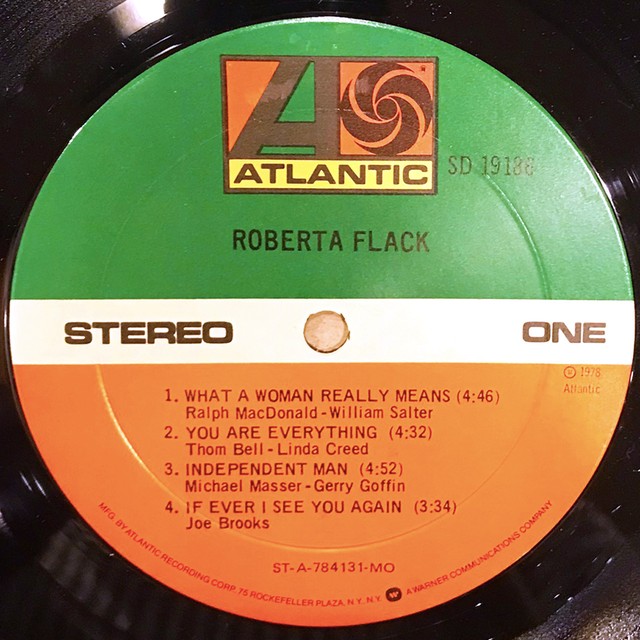 ATLANTIC
SD 19186
ROBERTA FLACK
STEREO
ONE
℗ 1978
Atlantic
1. WHAT A WOMAN REALLY MEANS (4:46)
Ralph MacDonald-William Salter
2. YOU ARE EVERYTHING (4:32)
Thom Bell-Linda Creed
3. INDEPENDENT MAN (4:52)
Michael Masser-Gerry Goffin
4. IF EVER I SEE YOU AGAIN (3:34)
Joe Brooks
ST-A-784131-MO
MFG. BY ATLANTIC RECORDING CORP. 75 ROCKEFELLER PLAZA, N.Y. N.Y. A WARNER COMMUNICATIONS COMPANY